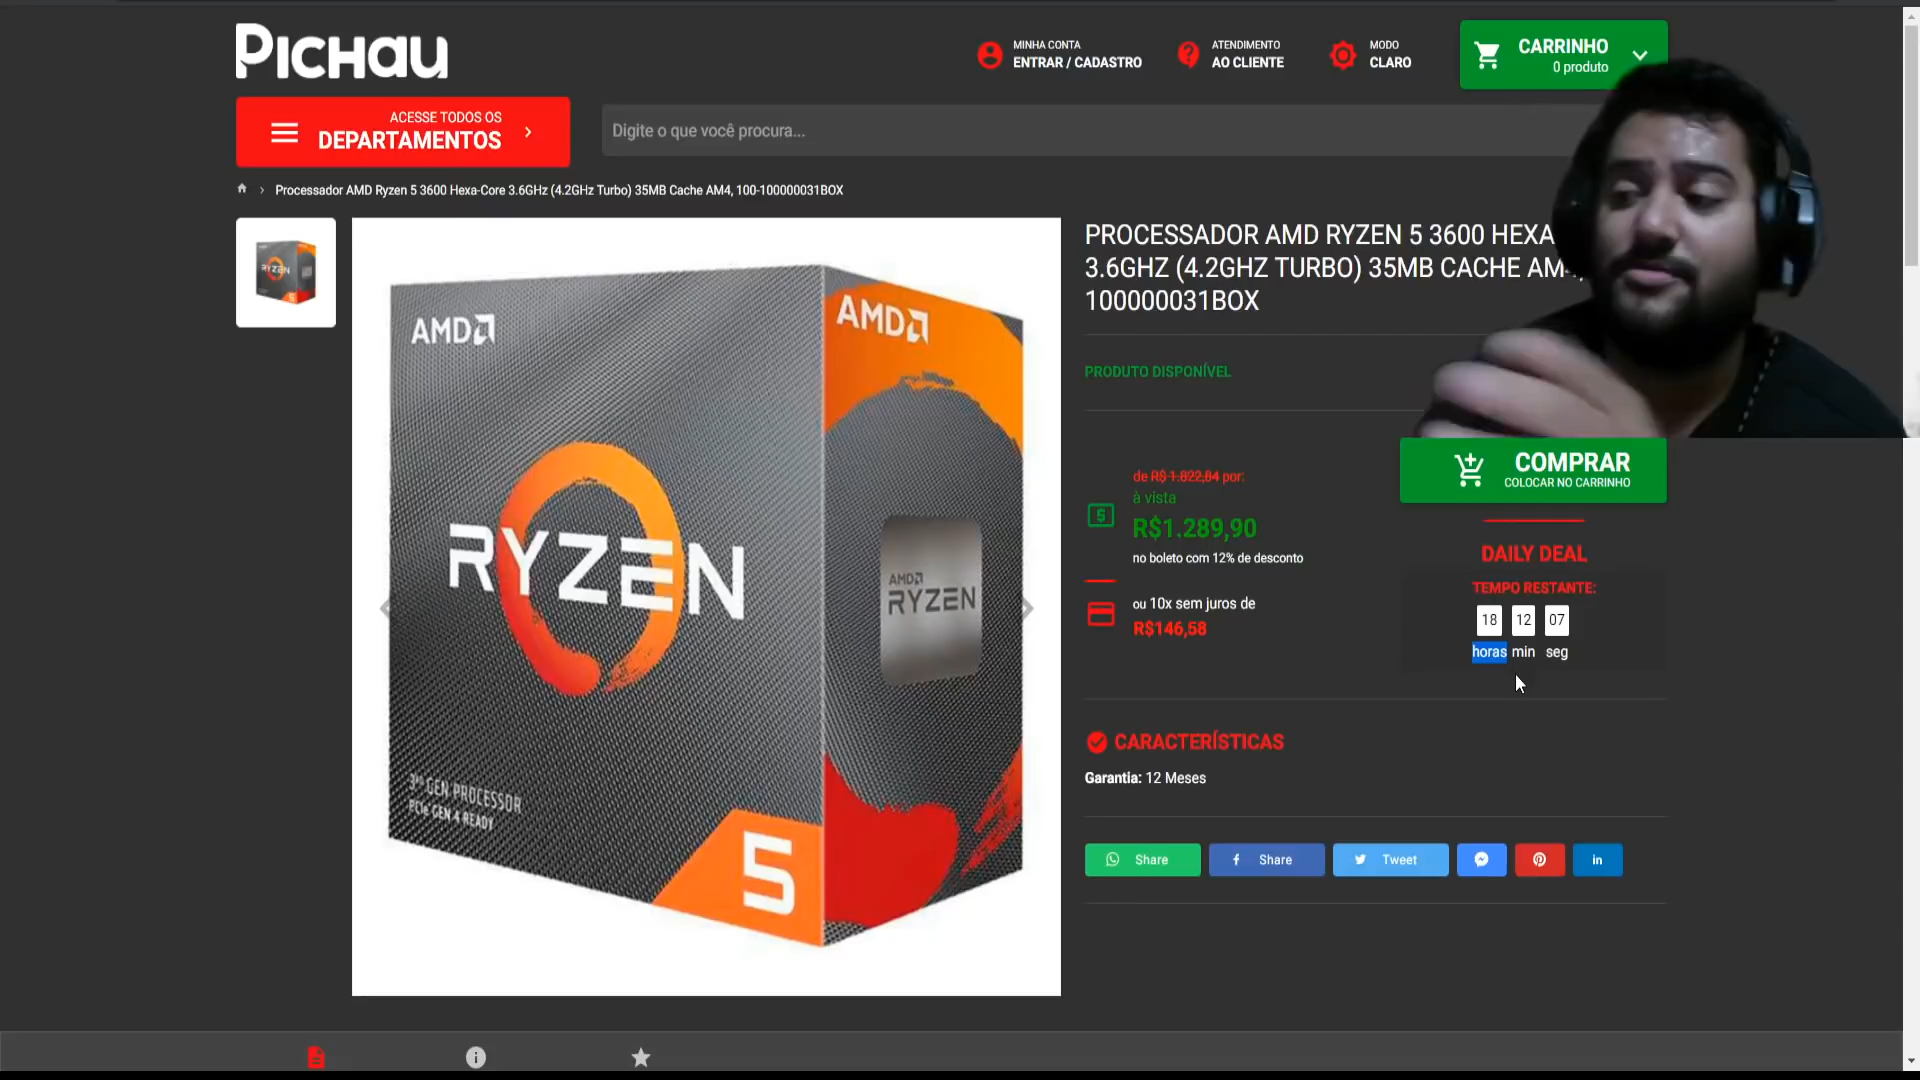 PICHAU
MINHA CONTA
ENTRAR / CADASTRO
ATENDIMENTO
AO CLIENTE
MODO
CLARO
CARRINHO
0 produto
ACESSE TODOS OS
DEPARTAMENTOS
Digite o que você procura...
Processador AMD Ryzen 5 3600 Hexa-Core 3.6GHz (4.2GHz Turbo) 35MB Cache AM4, 100-100000031BOX
RYZEN
AMD
RYZEN
3RD GEN PROCESSOR
PCIe GEN 4 READY
5
AMD
AMD
RYZEN
PROCESSADOR AMD RYZEN 5 3600 HEXA
3.6GHZ (4.2GHZ TURBO) 35MB CACHE AM
100000031BOX
PRODUTO DISPONÍVEL
de R$ 1.822,84 por:
à vista
R$1.289,90
no boleto com 12% de desconto
ou 10x sem juros de
R$146,58
COMPRAR
COLOCAR NO CARRINHO
DAILY DEAL
TEMPO RESTANTE:
18 12 07
horas min seg
CARACTERÍSTICAS
Garantia: 12 Meses
Share
Share
Tweet
in